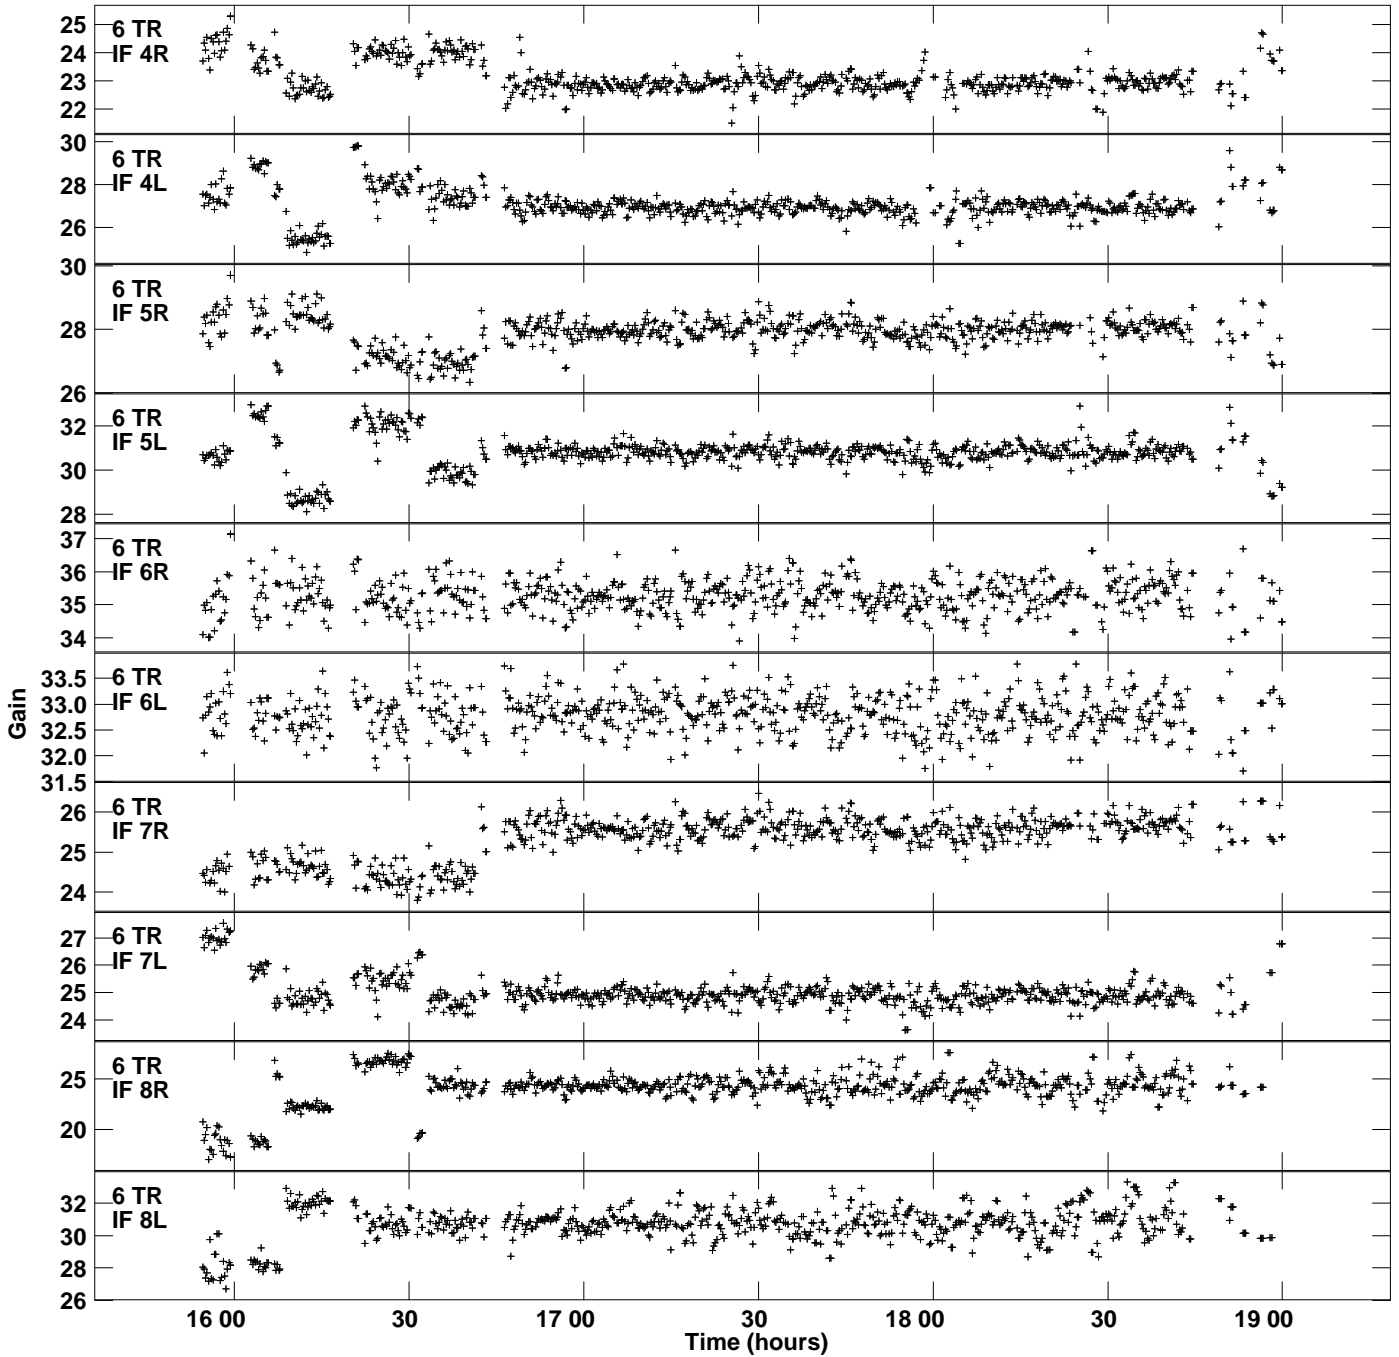 25
24
23
22
6 TR
IF 4R
30
28
26
6 TR
IF 4L
30
28
26
6 TR
IF 5R
32
30
28
6 TR
IF 5L
37
36
35
34
6 TR
IF 6R
33.5
33.0
32.5
32.0
31.5
6 TR
IF 6L
26
25
24
6 TR
IF 7R
27
26
25
24
6 TR
IF 7L
25
20
6 TR
IF 8R
32
30
28
26
6 TR
IF 8L
Gain
16 00 30 17 00 30 18 00 30 19 00
Time (hours)